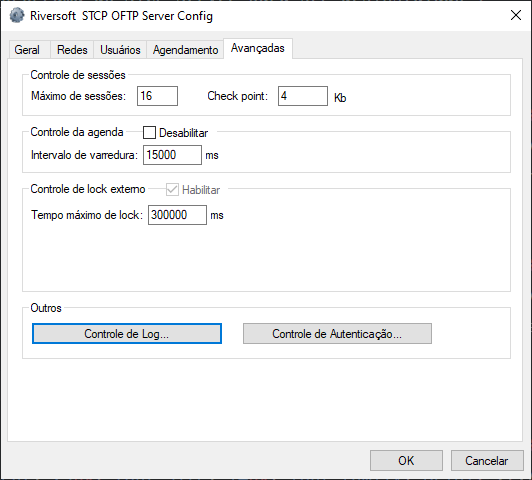 Riversoft STCP OFTP Server Config
Geral Redes Usuários Agendamento Avançadas
Controle de sessões
Máximo de sessões: 16 Check point: 4 Kb
Controle da agenda Desabilitar
Intervalo de varredura: 15000 ms
Controle de lock externo Habilitar
Tempo máximo de lock: 300000 ms
Outros
Controle de Log... Controle de Autenticação...
OK Cancelar